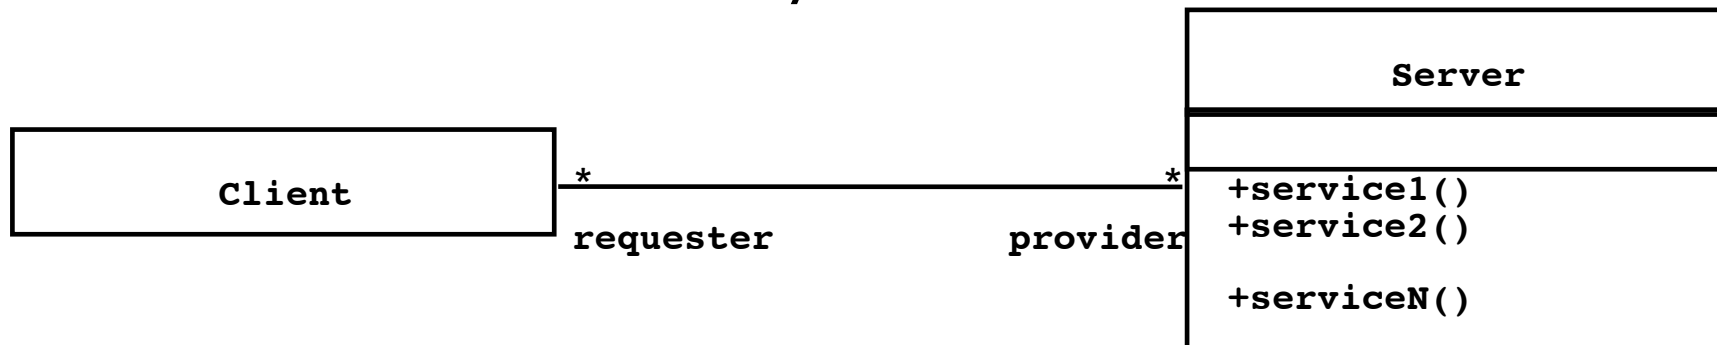 Server
Client
*
*
requester
provider
+service1()
+service2()
+serviceN()